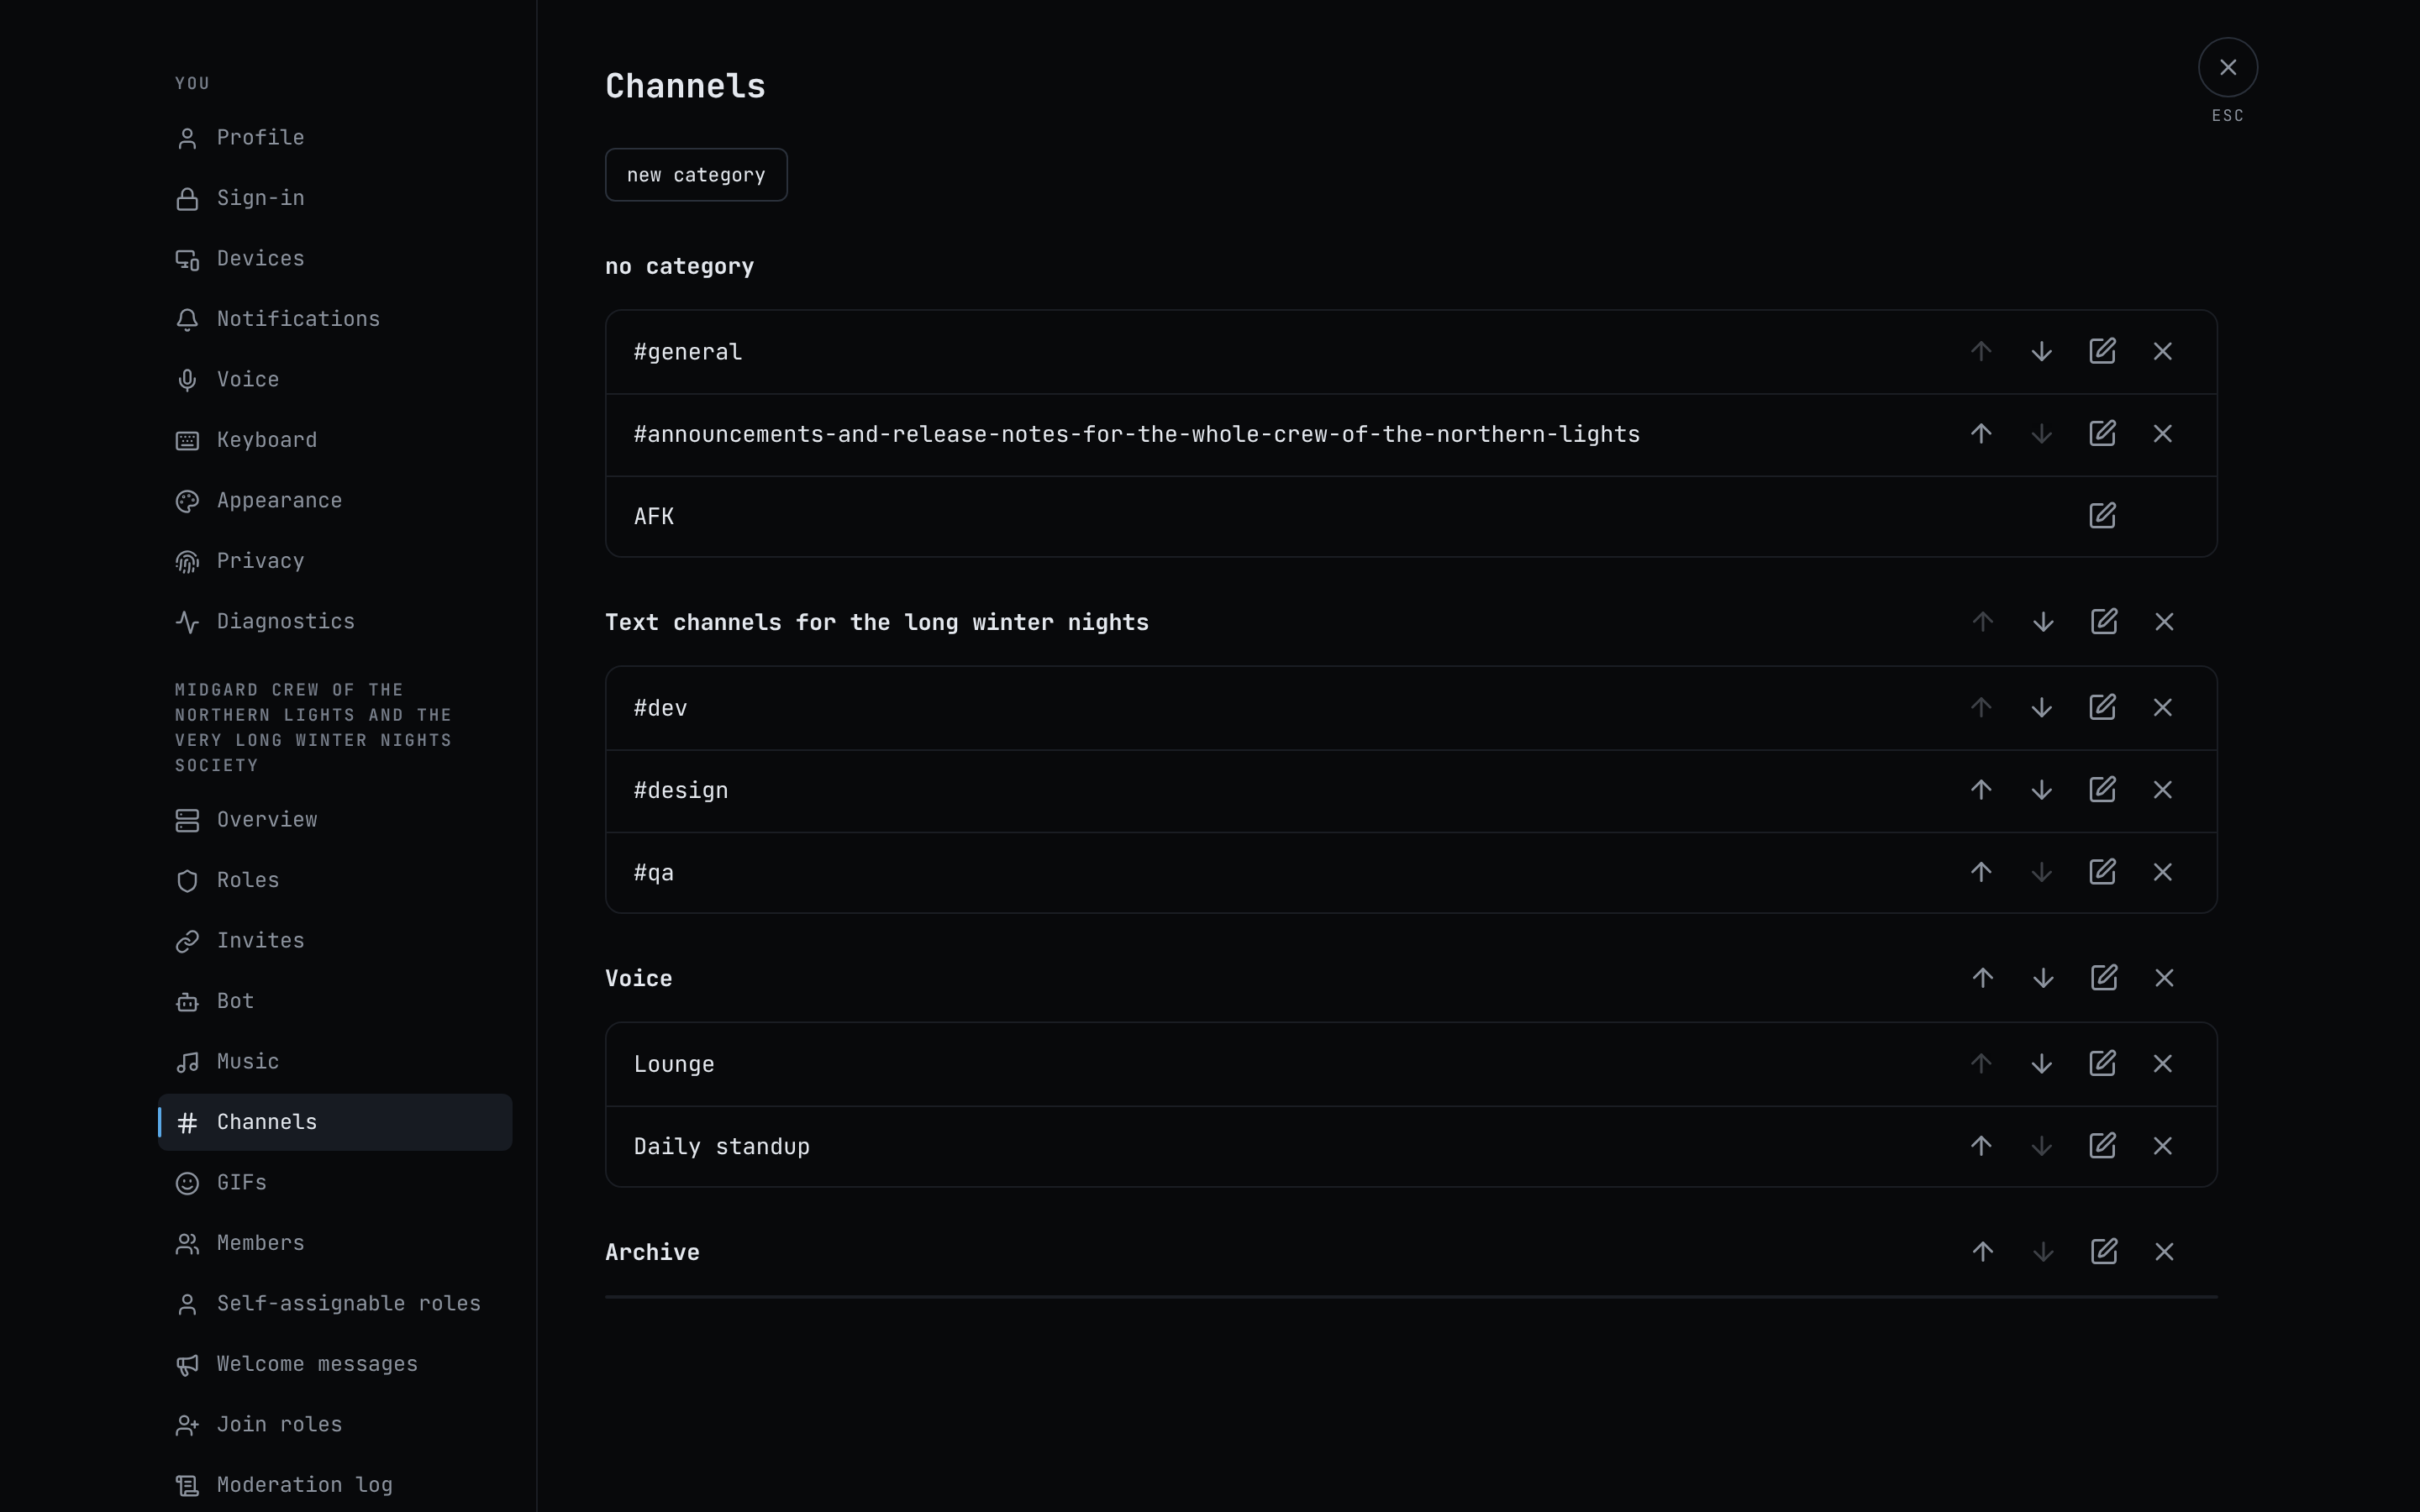 YOU
Profile
Sign-in
Devices
Notifications
Voice
Keyboard
Appearance
Privacy
Diagnostics
MIDGARD CREW OF THE
NORTHERN LIGHTS AND THE
VERY LONG WINTER NIGHTS
SOCIETY
Overview
Roles
Invites
Bot
Music
Channels
GIFs
Members
Self-assignable roles
Welcome messages
Join roles
Moderation log
Channels
ESC
new category
no category
#general
#announcements-and-release-notes-for-the-whole-crew-of-the-northern-lights
AFK
Text channels for the long winter nights
#dev
#design
#qa
Voice
Lounge
Daily standup
Archive